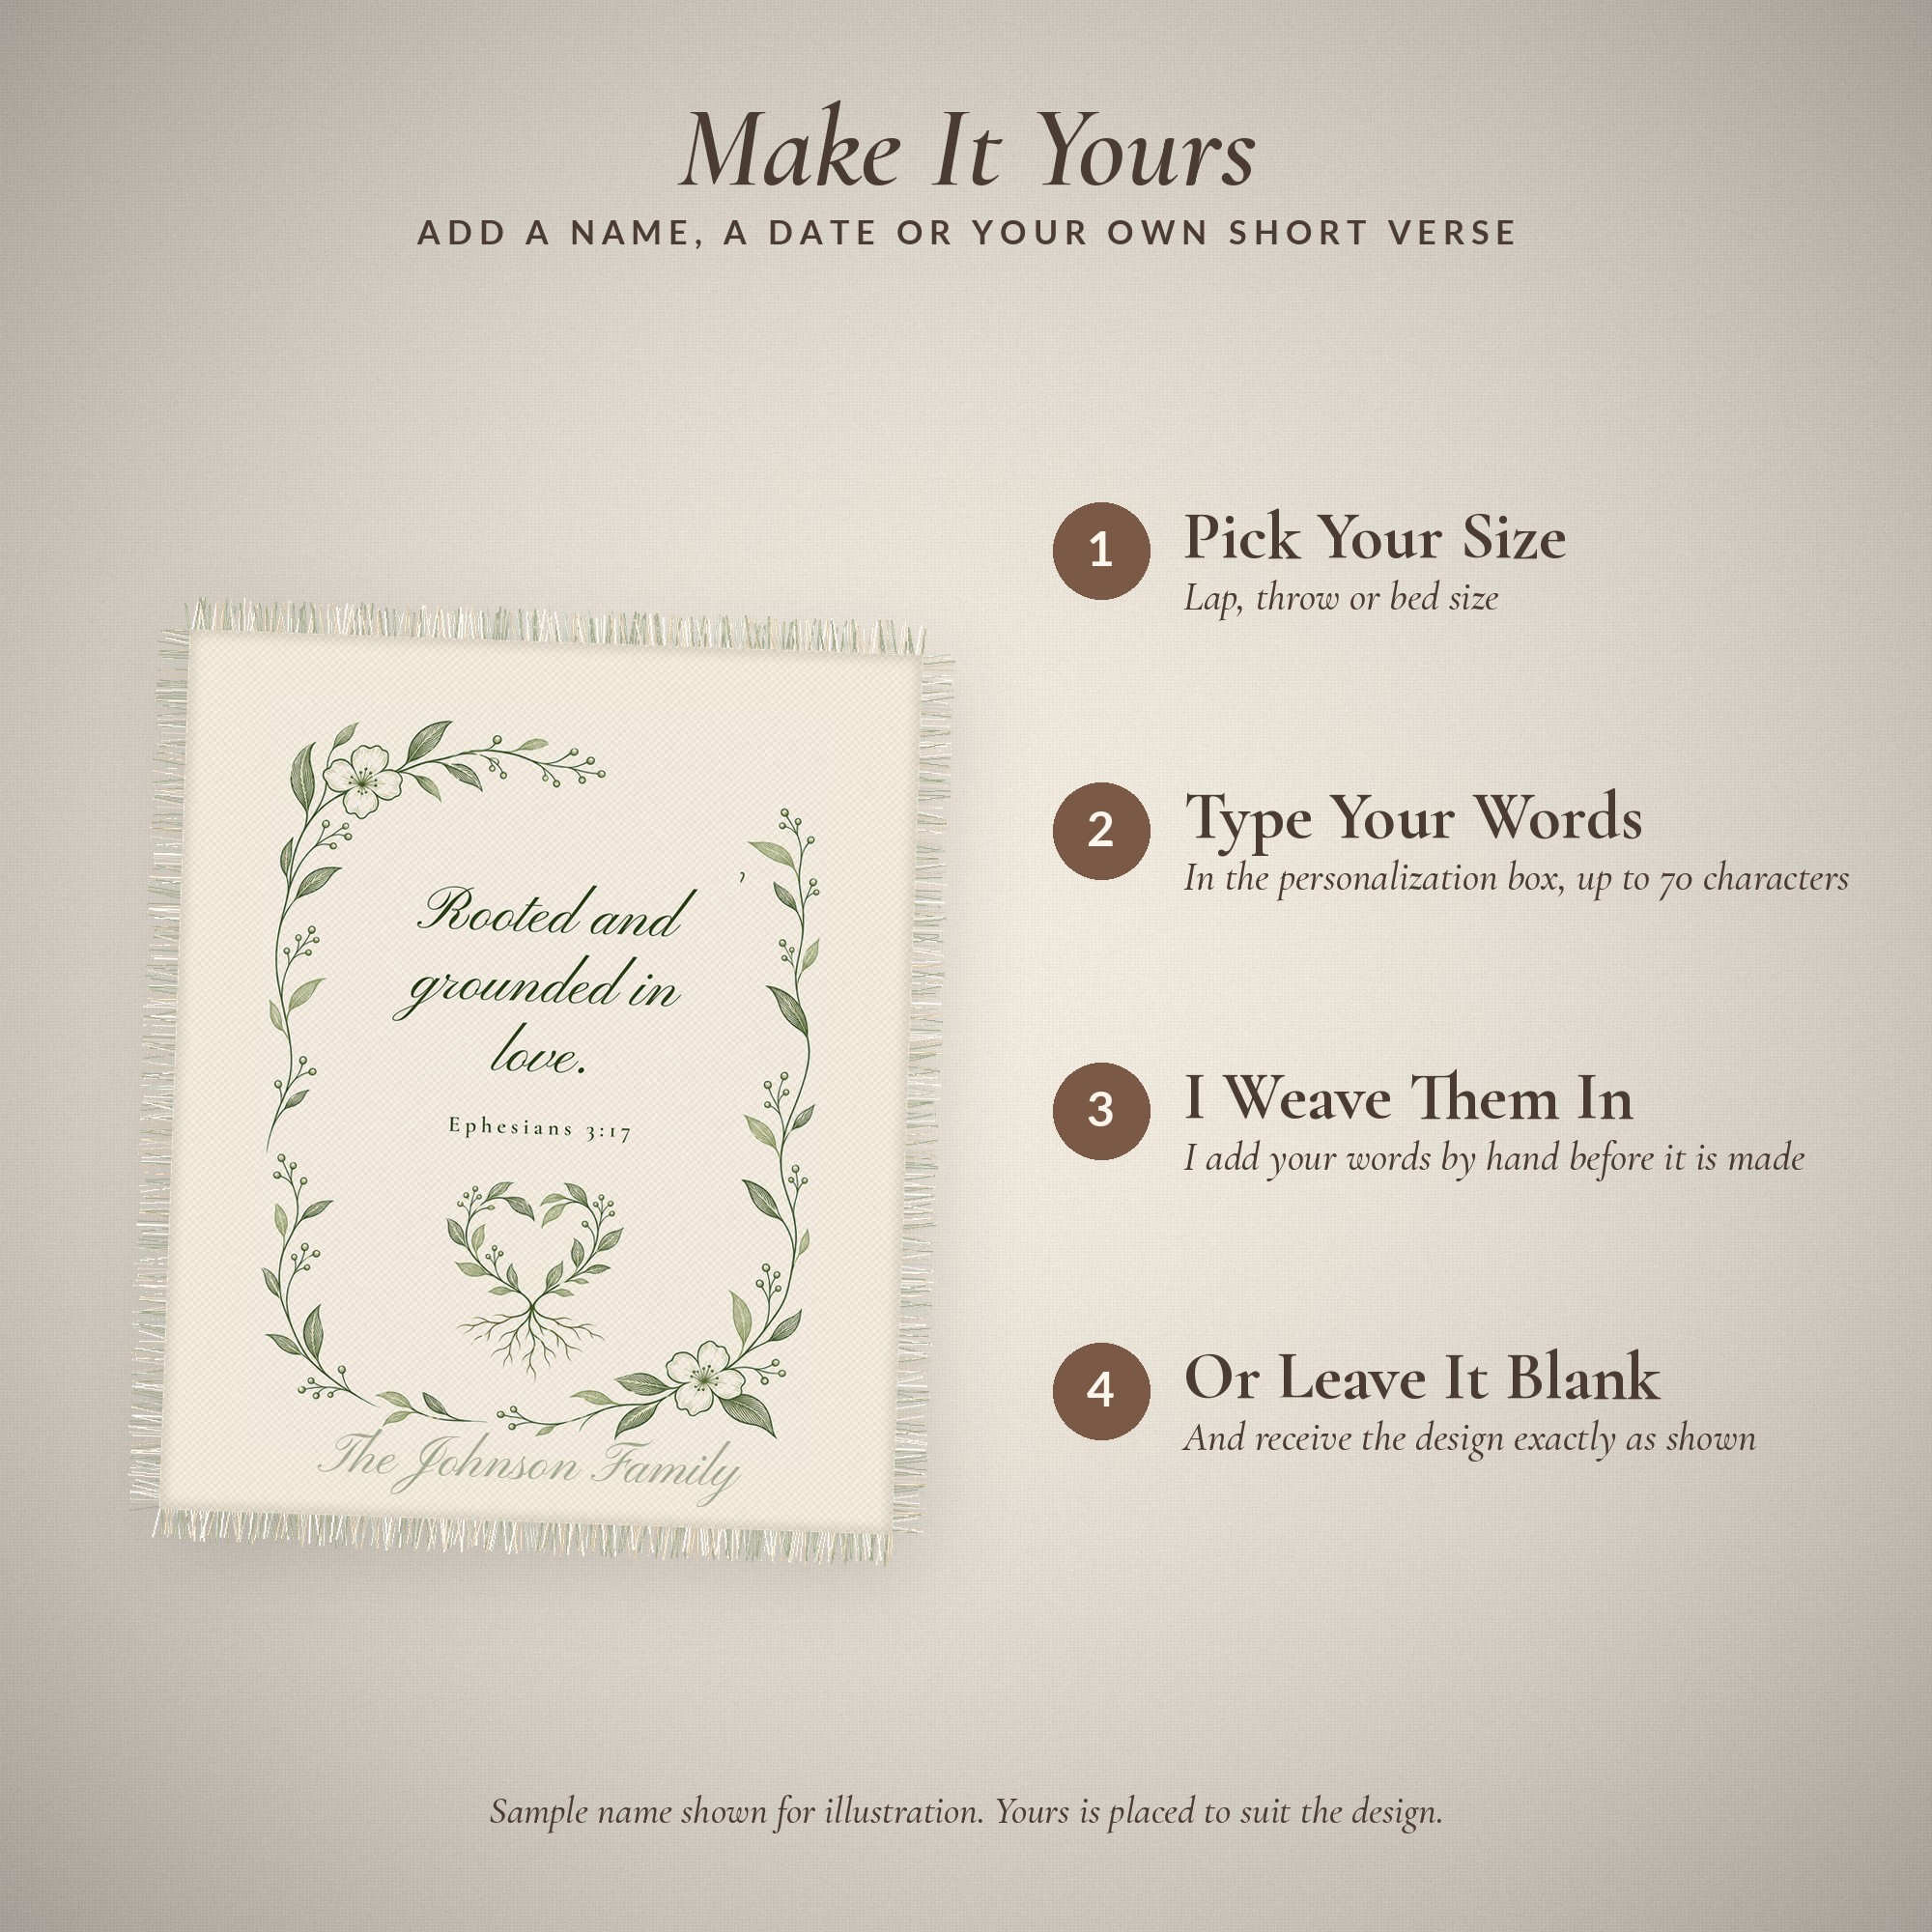 Make It Yours
ADD A NAME, A DATE OR YOUR OWN SHORT VERSE
Rooted and
grounded in
love.
Ephesians 3:17
The Johnson Family
1
Pick Your Size
Lap, throw or bed size
2
Type Your Words
In the personalization box, up to 70 characters
3
I Weave Them In
I add your words by hand before it is made
4
Or Leave It Blank
And receive the design exactly as shown
Sample name shown for illustration. Yours is placed to suit the design.